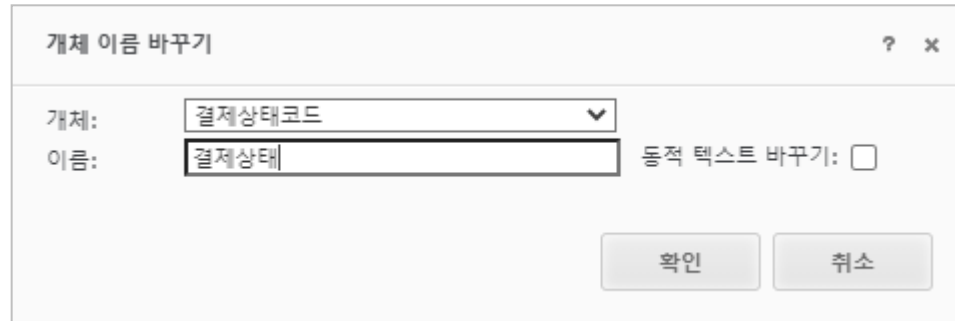 개체 이름 바꾸기 ? ×
개체: 결제상태코드
이름: 결제상태 동적 텍스트 바꾸기:
확인 취소